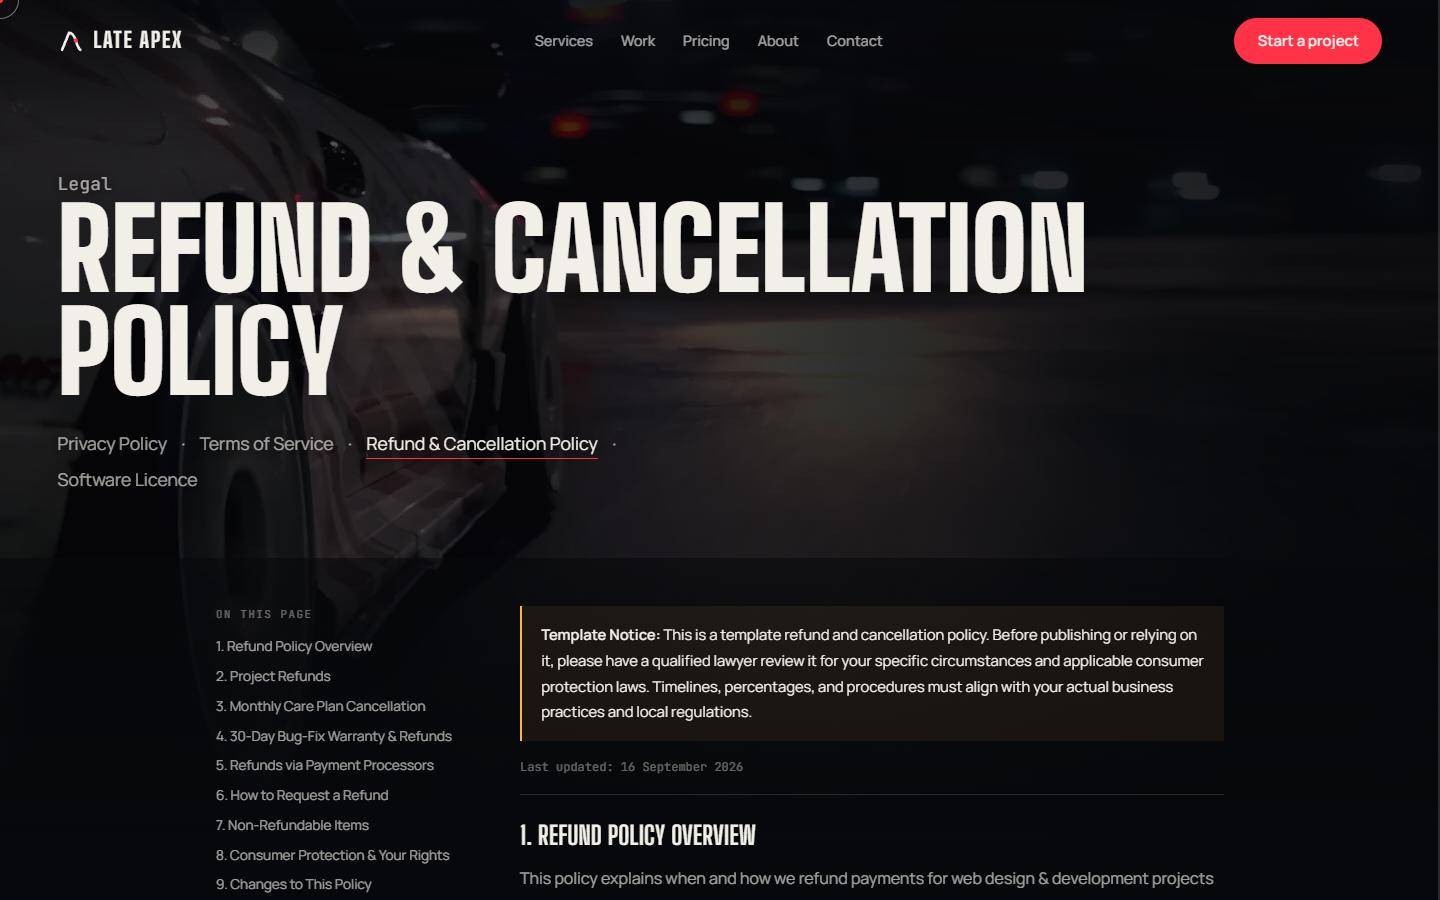 LATE APEX
Services
Work
Pricing
About
Contact
Start a project
Legal
REFUND & CANCELLATION
POLICY
Privacy Policy · Terms of Service · Refund & Cancellation Policy ·
Software Licence
ON THIS PAGE
1. Refund Policy Overview
2. Project Refunds
3. Monthly Care Plan Cancellation
4. 30-Day Bug-Fix Warranty & Refunds
5. Refunds via Payment Processors
6. How to Request a Refund
7. Non-Refundable Items
8. Consumer Protection & Your Rights
9. Changes to This Policy
Template Notice: This is a template refund and cancellation policy. Before publishing or relying on
it, please have a qualified lawyer review it for your specific circumstances and applicable consumer
protection laws. Timelines, percentages, and procedures must align with your actual business
practices and local regulations.
Last updated: 16 September 2026
1. REFUND POLICY OVERVIEW
This policy explains when and how we refund payments for web design & development projects